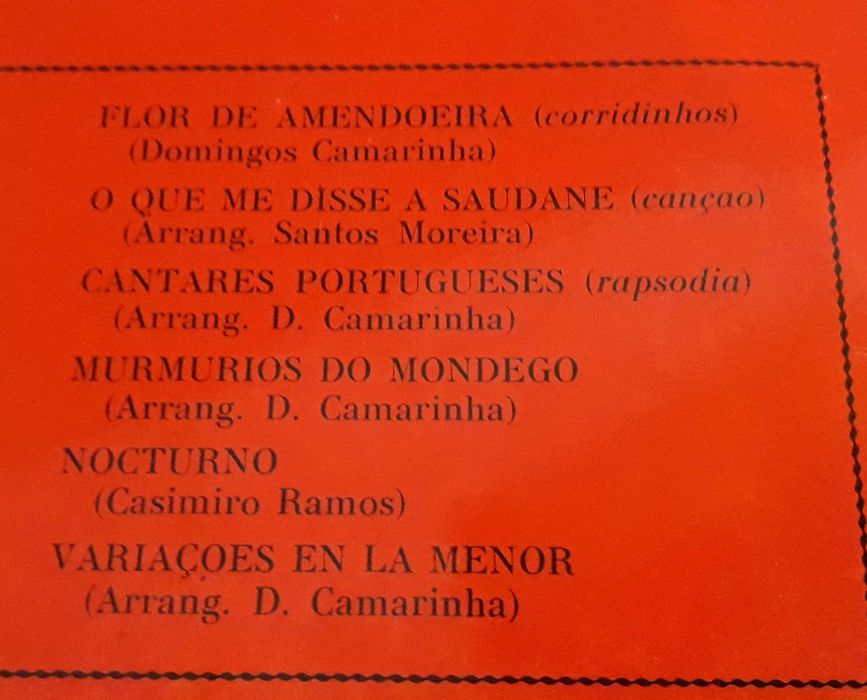 FLOR DE AMENDOEIRA (corridinhos)
(Domingos Camarinha)
O QUE ME DISSE A SAUDANE (cançao)
(Arrang. Santos Moreira)
CANTARES PORTUGUESES (rapsodia)
(Arrang. D. Camarinha)
MURMURIOS DO MONDEGO
(Arrang. D. Camarinha)
NOCTURNO
(Casimiro Ramos)
VARIAÇOES EN LA MENOR
(Arrang. D. Camarinha)